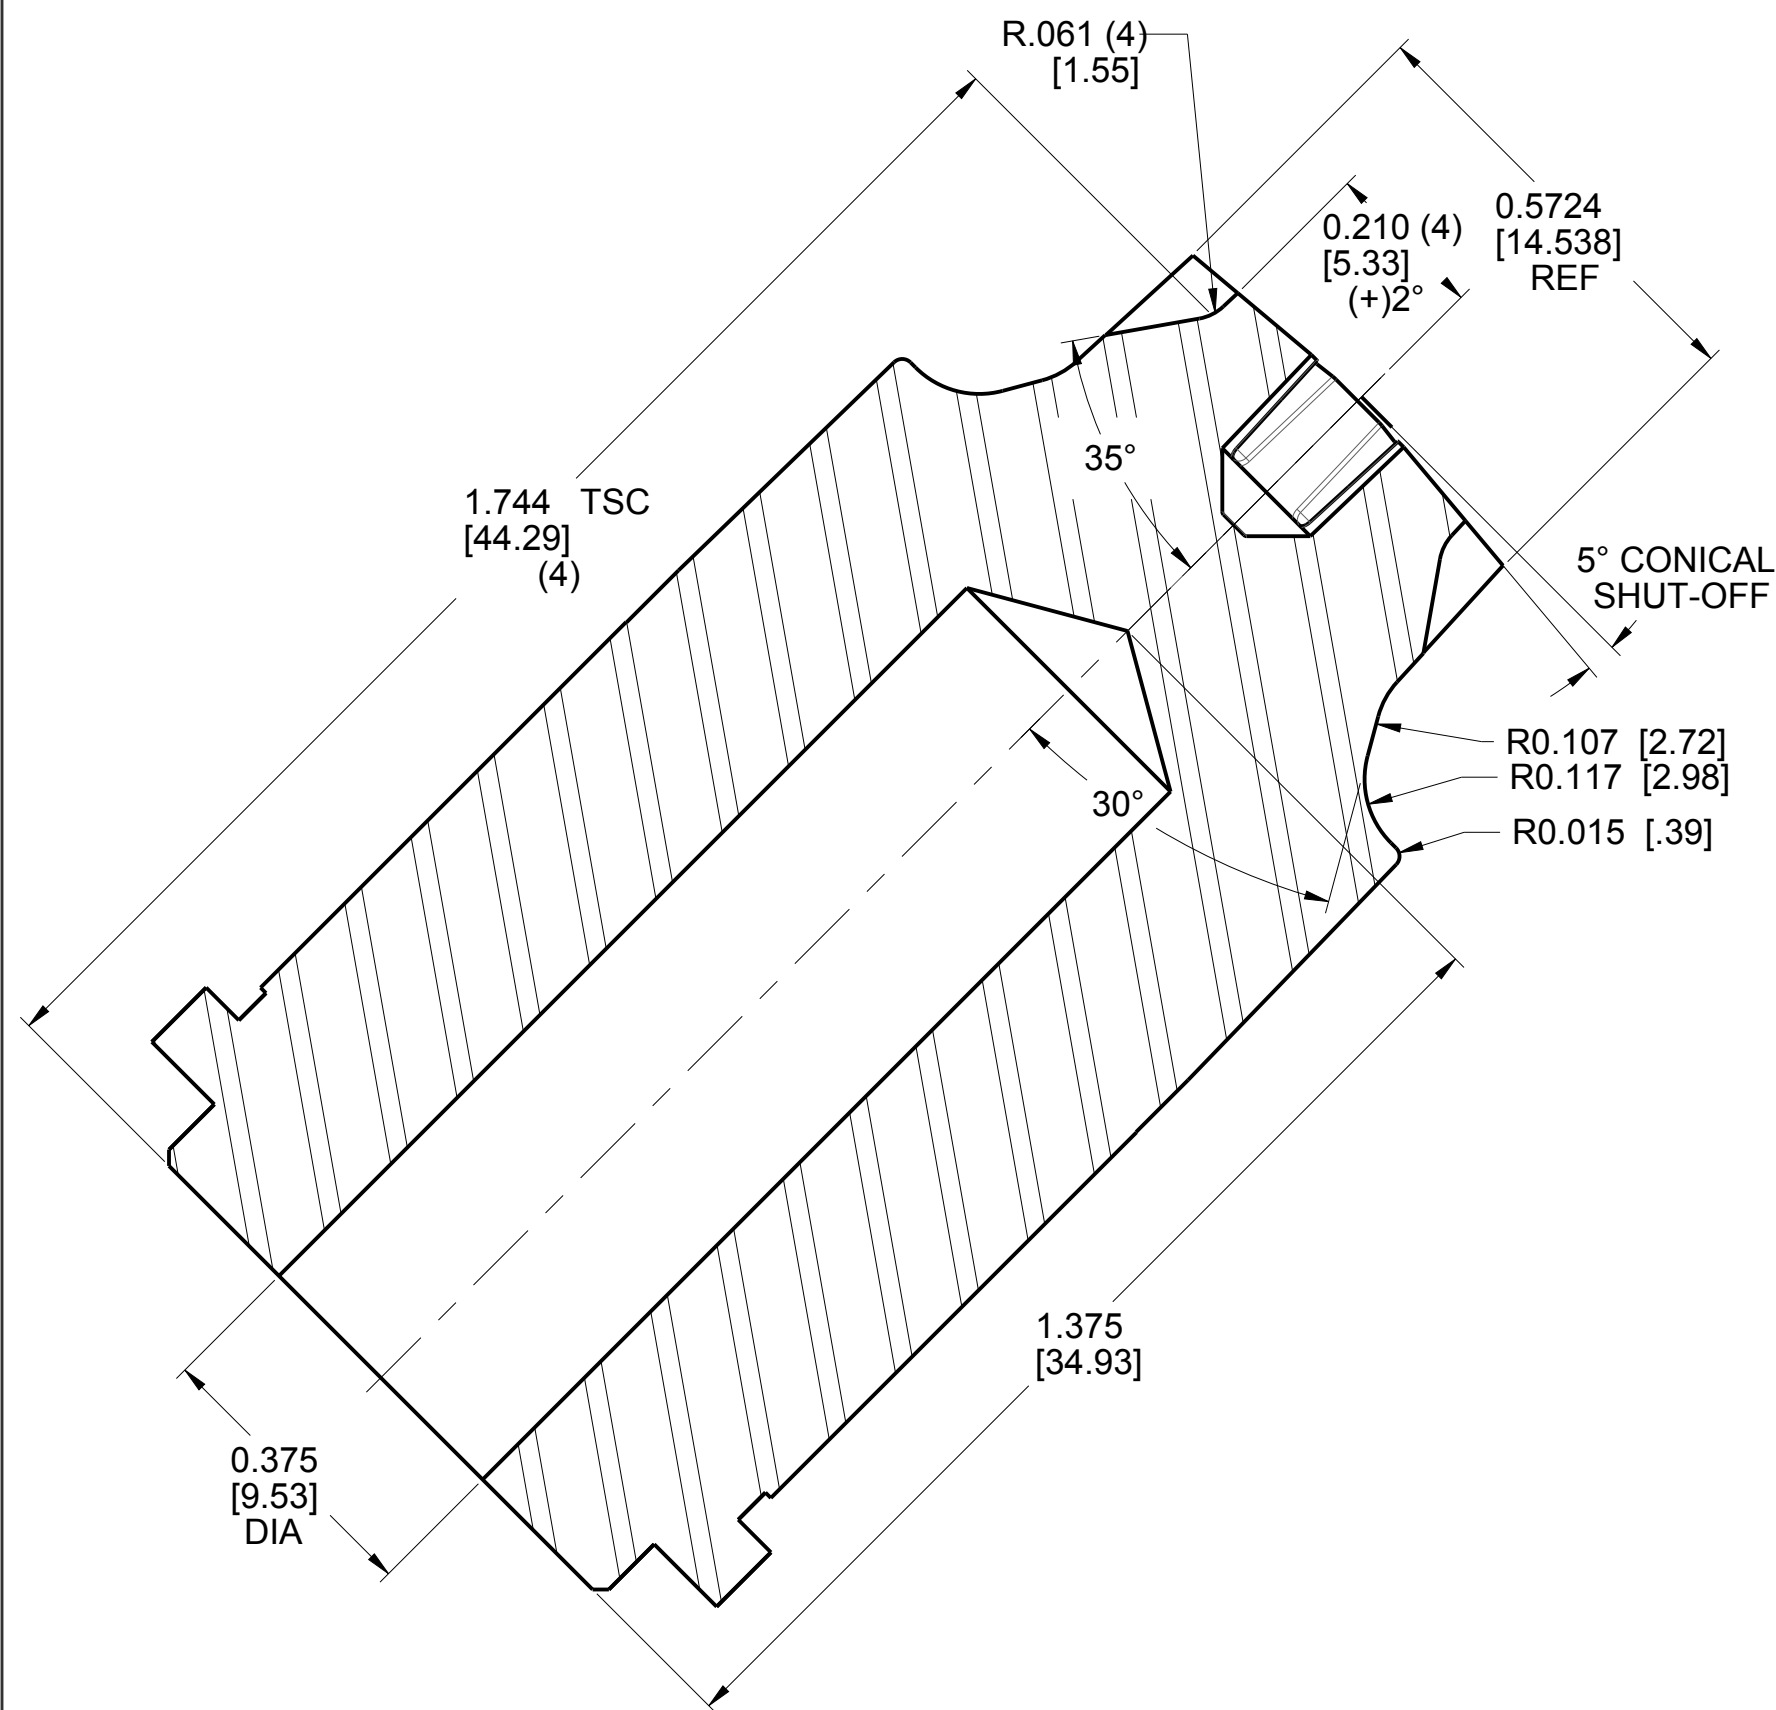 R.061 (4)
[1.55]
0.210 (4)
[5.33]
(+)2°
0.5724
[14.538]
REF
35°
1.744 TSC
[44.29]
(4)
5° CONICAL
SHUT-OFF
R0.107 [2.72]
R0.117 [2.98]
R0.015 [.39]
30°
1.375
[34.93]
0.375
[9.53]
DIA